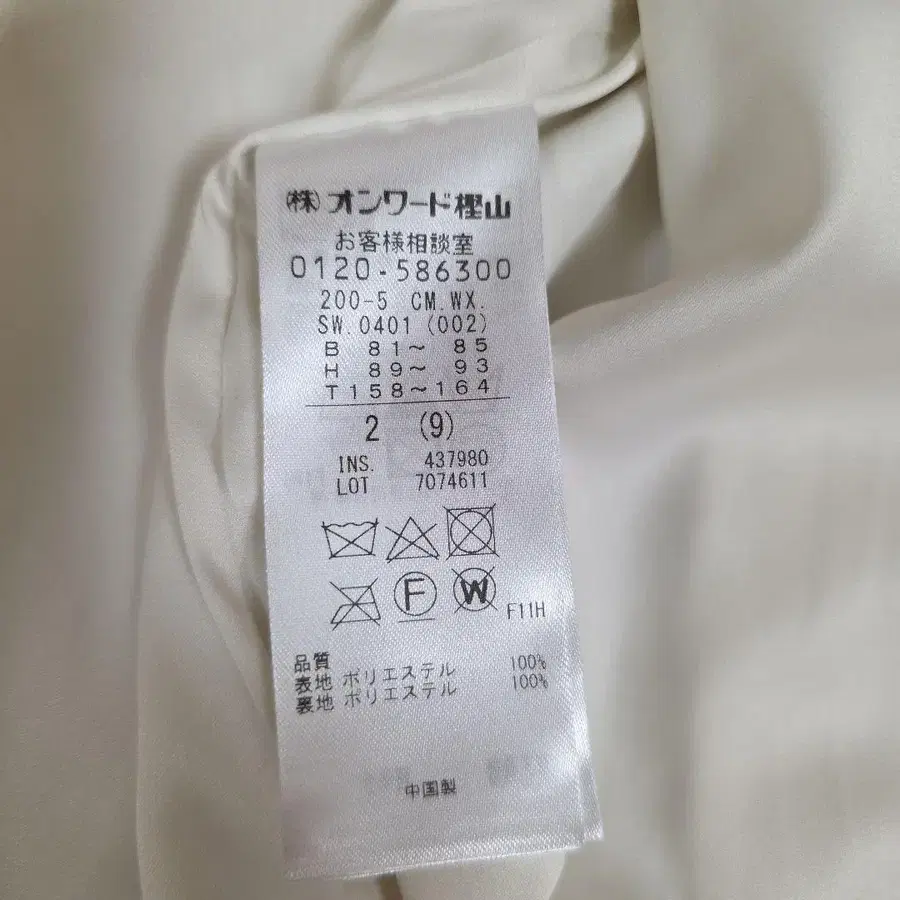 ㈱オンワード樫山
お客様相談室
0120-586300
200-5 CM.WX.
SW.0401(002)
B 81～ 85
H 89～ 93
T158～164
2 (9)
INS. 437980
LOT 7074611
F
W
F11H
品質
表地 ポリエステル 100%
裏地 ポリエステル 100%
中国製